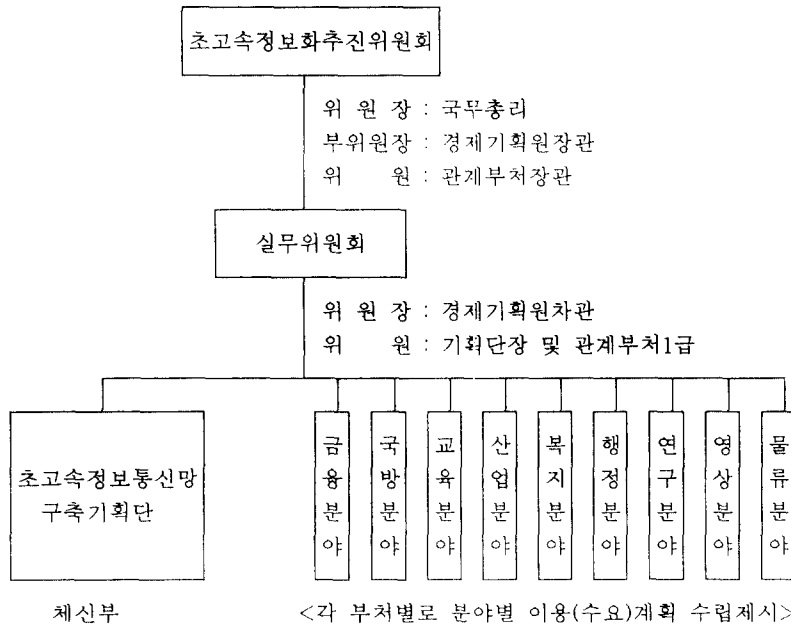 초고속정보화추진위원회
위 원 장 : 국무총리
부위원장 : 경제기획원장관
위 원 : 관계부처장관
실무위원회
위 원 장 : 경제기획원차관
위 원 : 기획단장 및 관계부처1급
초고속정보통신망
구축기획단
금융분야
국방분야
교육분야
산업분야
복지분야
행정분야
연구분야
영상분야
물류분야
체신부
<각 부처별로 분야별 이용(수요)계획 수립제시>